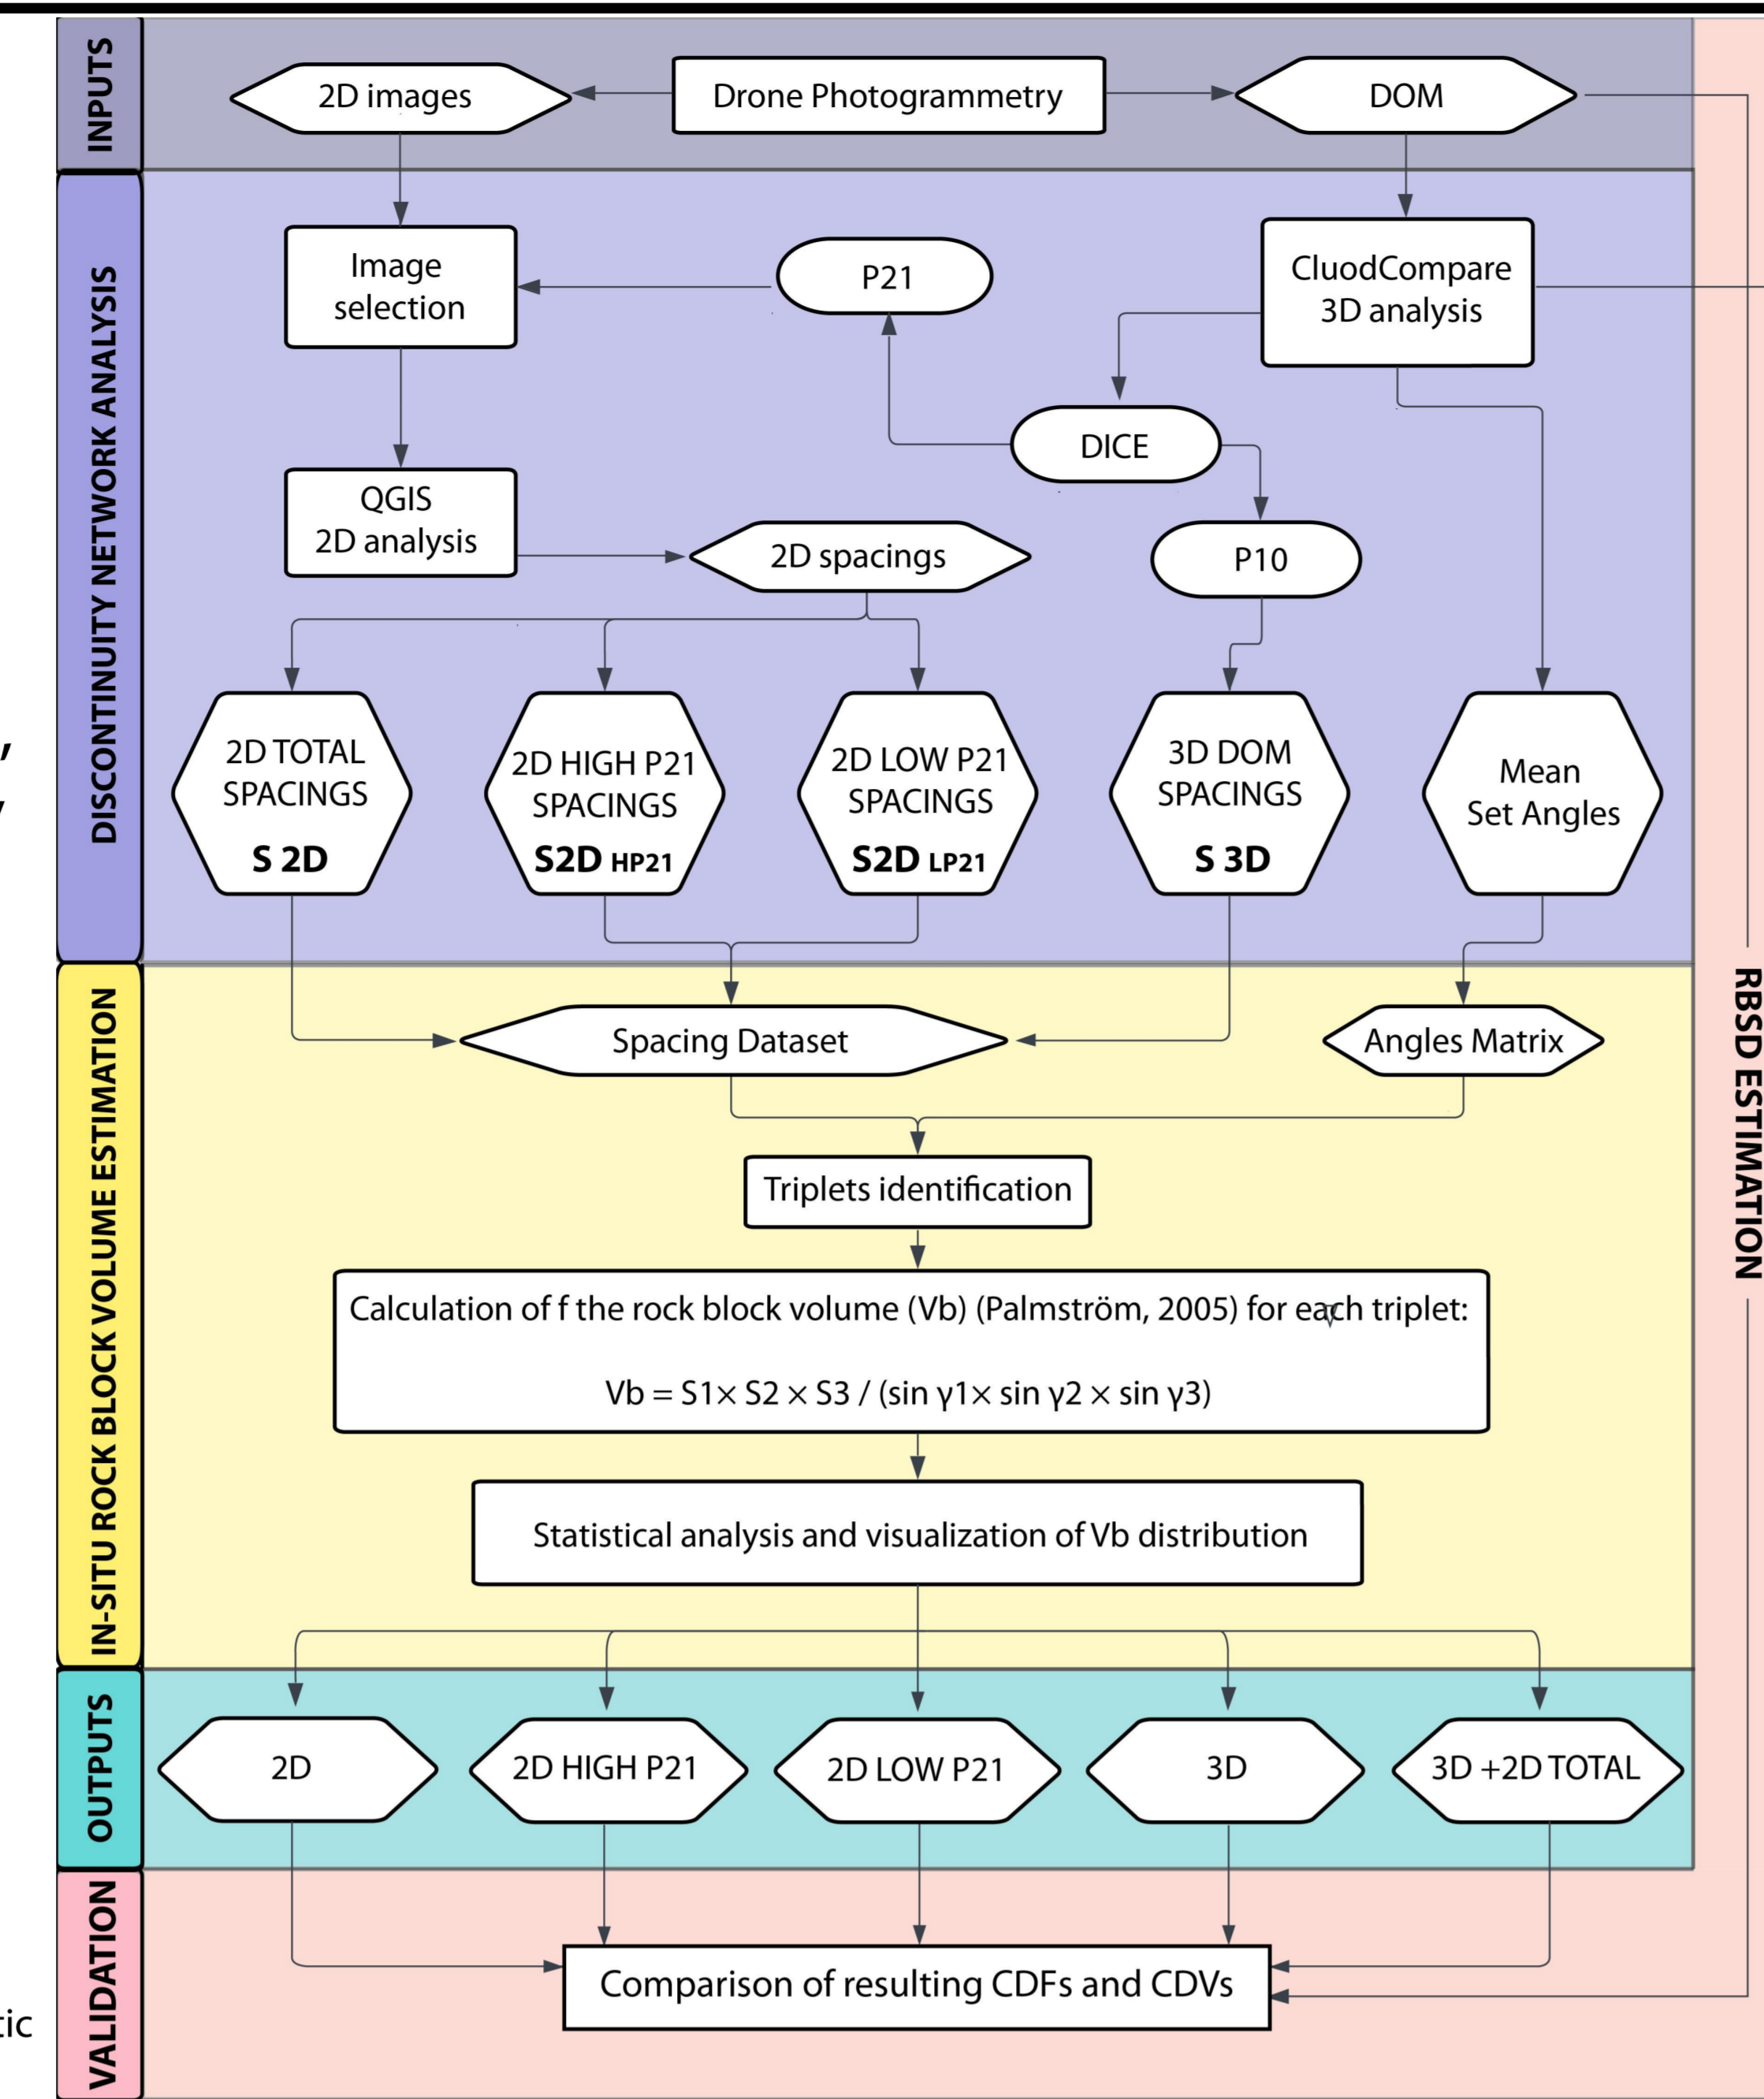 INPUTS
2D images
Drone Photogrammetry
DOM
DISCONTINUITY NETWORK ANALYSIS
Image
selection
P21
CluodCompare
3D analysis
DICE
QGIS
2D analysis
2D spacings
P10
2D TOTAL
SPACINGS
S 2D
2D HIGH P21
SPACINGS
S2D HP21
2D LOW P21
SPACINGS
S2D LP21
3D DOM
SPACINGS
S 3D
Mean
Set Angles
IN-SITU ROCK BLOCK VOLUME ESTIMATION
Spacing Dataset
Angles Matrix
RBSD ESTIMATION
Triplets identification
Calculation of f the rock block volume (Vb) (Palmström, 2005) for each triplet:
Vb = S1× S2 × S3 / (sin γ1× sin γ2 × sin γ3)
Statistical analysis and visualization of Vb distribution
OUTPUTS
2D
2D HIGH P21
2D LOW P21
3D
3D +2D TOTAL
VALIDATION
Comparison of resulting CDFs and CDVs